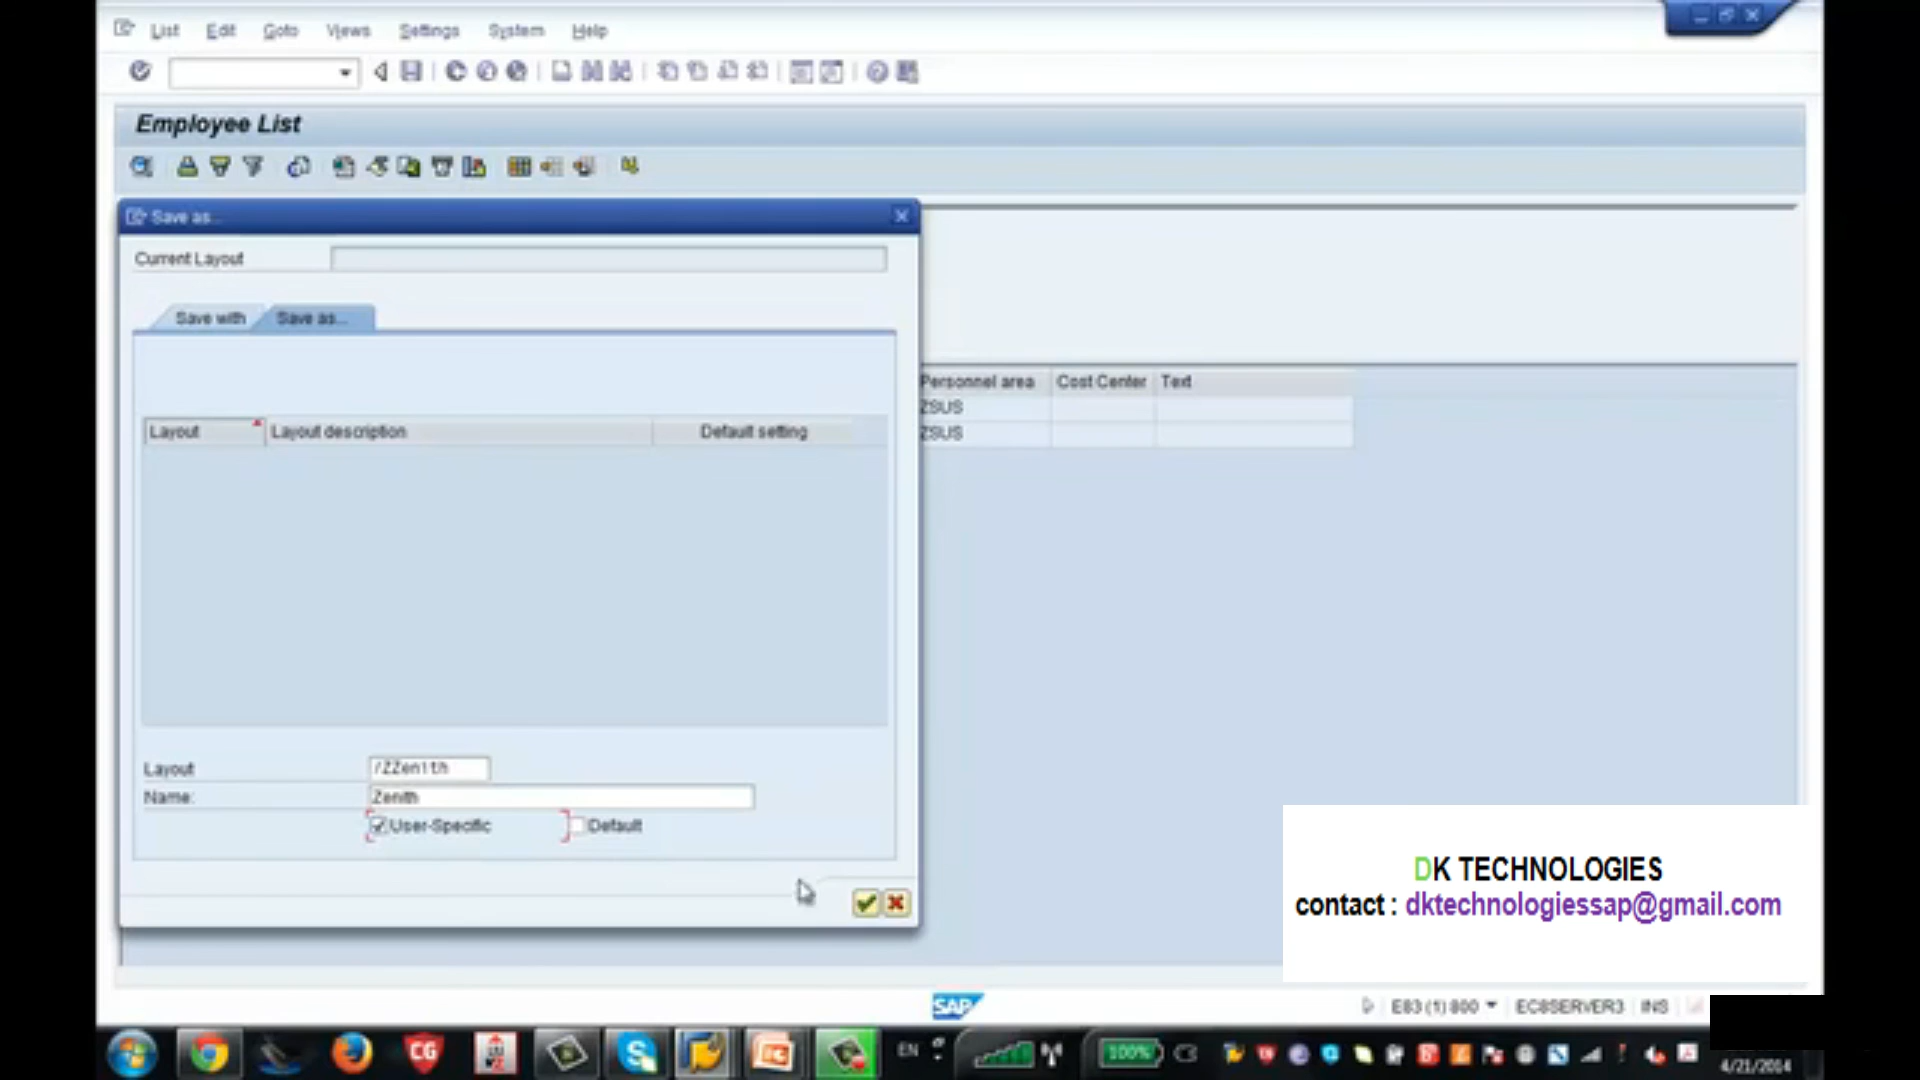 List Edit Goto Views Settings System Help
Employee List
Save as...
Current Layout
Save with Save as...
Personnel area Cost Center Text
ZSUS
ZSUS
Layout Layout description Default setting
Layout /ZZenith
Name: Zenith
User-Specific Default
DK TECHNOLOGIES
contact : dktechnologiessap@gmail.com
SAP
E83 (1) 800 EC8SERVER3 INS
CG
EN 100%
4/21/2014